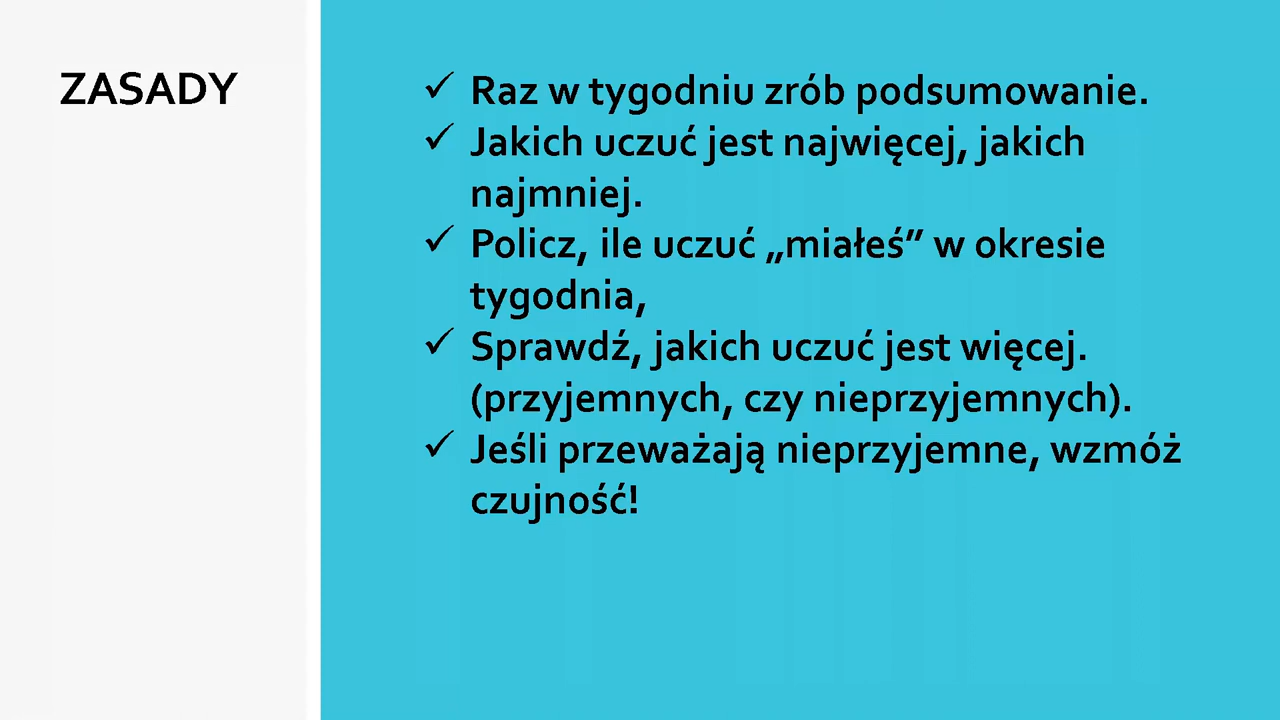 ZASADY
✓ Raz w tygodniu zrób podsumowanie.
✓ Jakich uczuć jest najwięcej, jakich
najmniej.
✓ Policz, ile uczuć „miałeś” w okresie
tygodnia,
✓ Sprawdź, jakich uczuć jest więcej.
(przyjemnych, czy nieprzyjemnych).
✓ Jeśli przeważają nieprzyjemne, wzmóż
czujność!